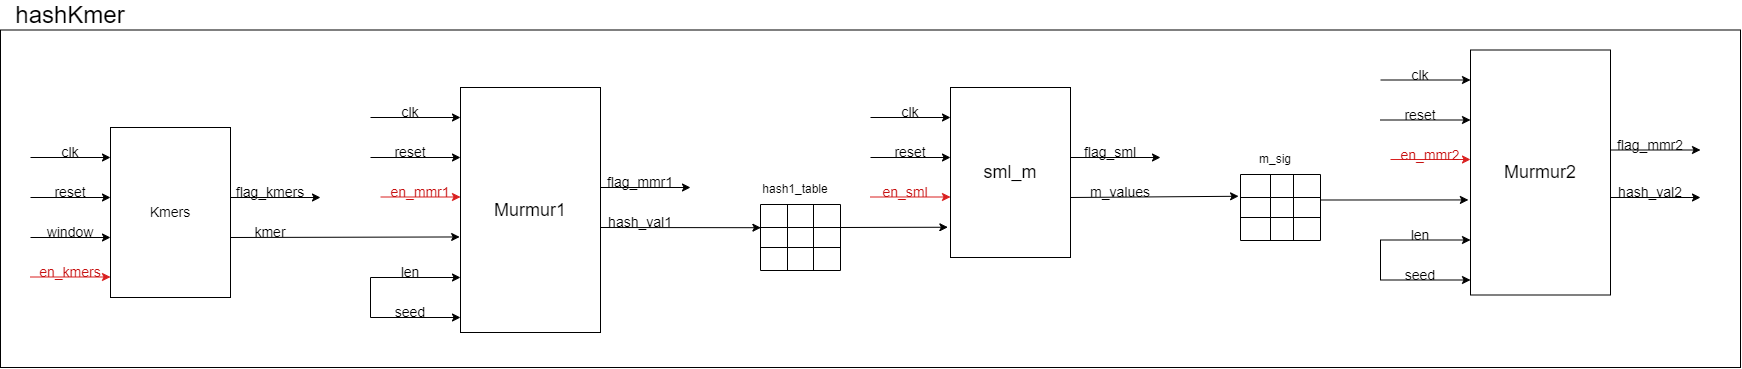 hashKmer
clk
reset
window
en_kmers
Kmers
flag_kmers
kmer
clk
reset
en_mmr1
len
seed
Murmur1
flag_mmr1
hash_val1
hash1_table
clk
reset
en_sml
sml_m
flag_sml
m_values
m_sig
clk
reset
en_mmr2
len
seed
Murmur2
flag_mmr2
hash_val2